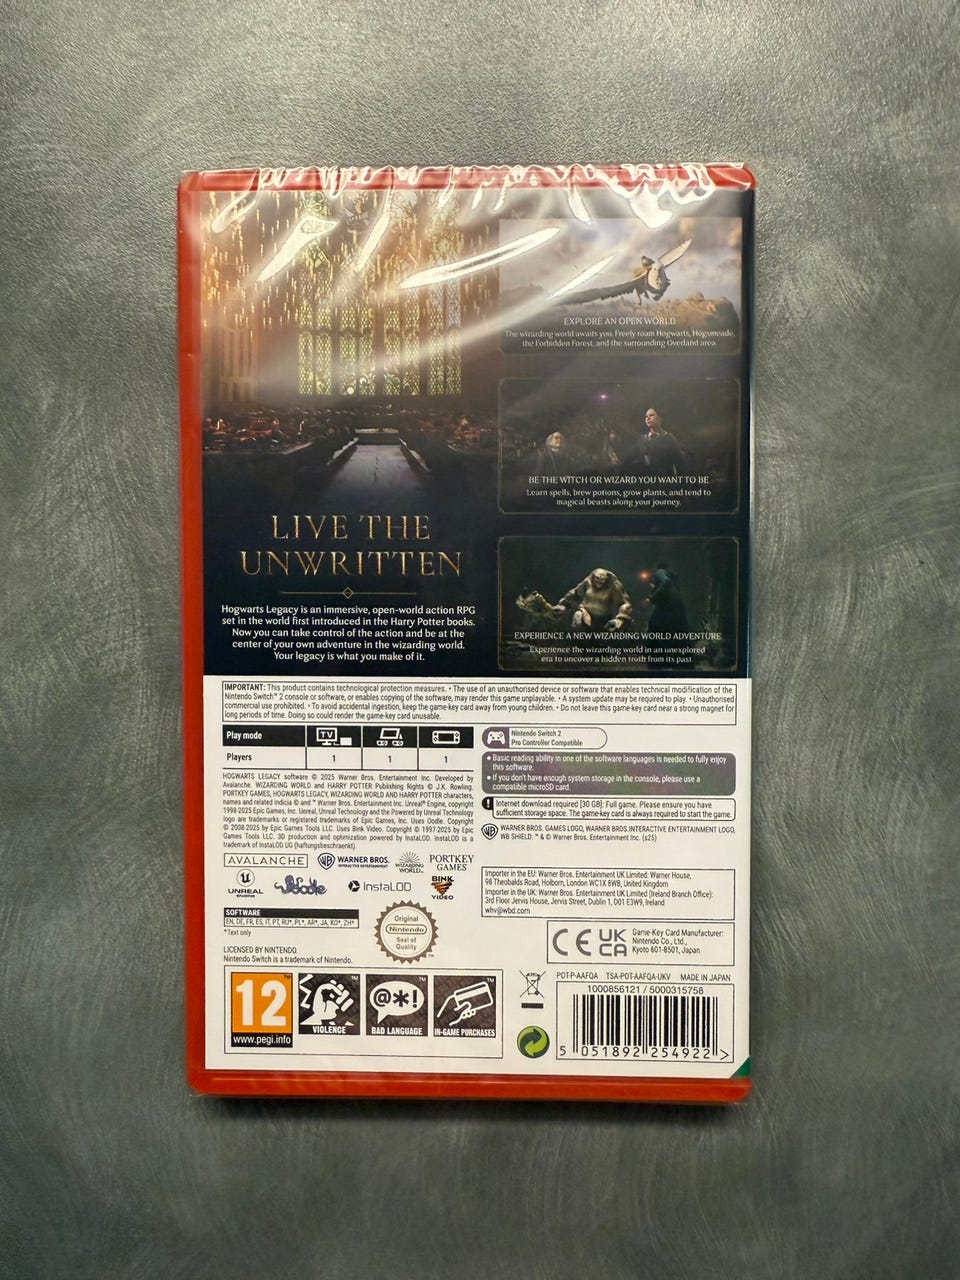 EXPLORE AN OPEN WORLD
The wizarding world awaits you. Freely roam Hogwarts, Hogsmeade,
the Forbidden Forest, and the surrounding Overland area.
BE THE WITCH OR WIZARD YOU WANT TO BE
Learn spells, brew potions, grow plants, and tend to
magical beasts along your journey.
LIVE THE
UNWRITTEN
Hogwarts Legacy is an immersive, open-world action RPG
set in the world first introduced in the Harry Potter books.
Now you can take control of the action and be at the
center of your own adventure in the wizarding world.
Your legacy is what you make of it.
EXPERIENCE A NEW WIZARDING WORLD ADVENTURE
Experience the wizarding world in an unexplored
era to uncover a hidden truth from its past.
IMPORTANT: This product contains technological protection measures. • The use of an unauthorised device or software that enables technical modification of the
Nintendo Switch™ 2 console or software, or enables copying of the software, may render this game unplayable. • A system update may be required to play. • Unauthorised
commercial use prohibited. • To avoid accidental ingestion, keep the game-key card away from young children. • Do not leave this game-key card near a strong magnet for
long periods of time. Doing so could render the game-key card unusable.
Play mode
TV
Players 1 1 1
Nintendo Switch 2
Pro Controller Compatible
• Basic reading ability in one of the software languages is needed to fully enjoy
this software.
• If you don't have enough system storage in the console, please use a
compatible microSD card.
Internet download required [30 GB]: Full game. Please ensure you have
sufficient storage space. The game-key card is always required to start the game.
WB WARNER BROS. GAMES LOGO, WARNER BROS. INTERACTIVE ENTERTAINMENT LOGO,
WB SHIELD: ™ & © Warner Bros. Entertainment Inc. (s25)
HOGWARTS LEGACY software © 2025 Warner Bros. Entertainment Inc. Developed by
Avalanche. WIZARDING WORLD and HARRY POTTER Publishing Rights © J.K. Rowling.
PORTKEY GAMES, HOGWARTS LEGACY, WIZARDING WORLD AND HARRY POTTER characters,
names and related indicia © and ™ Warner Bros. Entertainment Inc. Unreal® Engine, copyright
1998-2025 Epic Games, Inc. Unreal, Unreal Technology and the Powered by Unreal Technology
logo are trademarks or registered trademarks of Epic Games, Inc. Uses Oodle. Copyright
© 2008-2025 by Epic Games Tools LLC. Uses Bink Video. Copyright © 1997-2025 by Epic
Games Tools LLC. 3D production and optimization powered by InstaLOD. InstaLOD is a
trademark of InstaLOD UG (haftungsbeschraenkt).
AVALANCHE
WB WARNER BROS.
INTERACTIVE ENTERTAINMENT
WIZARDING
WORLD™
PORTKEY
GAMES
UNREAL
ENGINE
Oodle
InstaLOD
BINK
VIDEO
Importer in the EU: Warner Bros. Entertainment UK Limited: Warner House,
98 Theobalds Road, Holborn, London WC1X 8WB, United Kingdom
Importer in the UK: Warner Bros. Entertainment UK Limited (Ireland Branch Office):
3rd Floor Jervis House, Jervis Street, Dublin 1, D01 E3W9, Ireland
whv@wbd.com
SOFTWARE
EN, DE, FR, ES, IT, PT, RU*, PL*, AR*, JA, KO*, ZH*
*Text only
Original
Nintendo
Seal of
Quality
TM
LICENSED BY NINTENDO.
Nintendo Switch is a trademark of Nintendo.
CE UK
CA
Game-Key Card Manufacturer:
Nintendo Co., Ltd.,
Kyoto 601-8501, Japan
POT-P-AAFQA TSA-POT-AAFQA-UKV MADE IN JAPAN
1000856121 / 5000315758
5 051892 254922 >
12
www.pegi.info
VIOLENCE
@*!
BAD LANGUAGE
IN-GAME PURCHASES